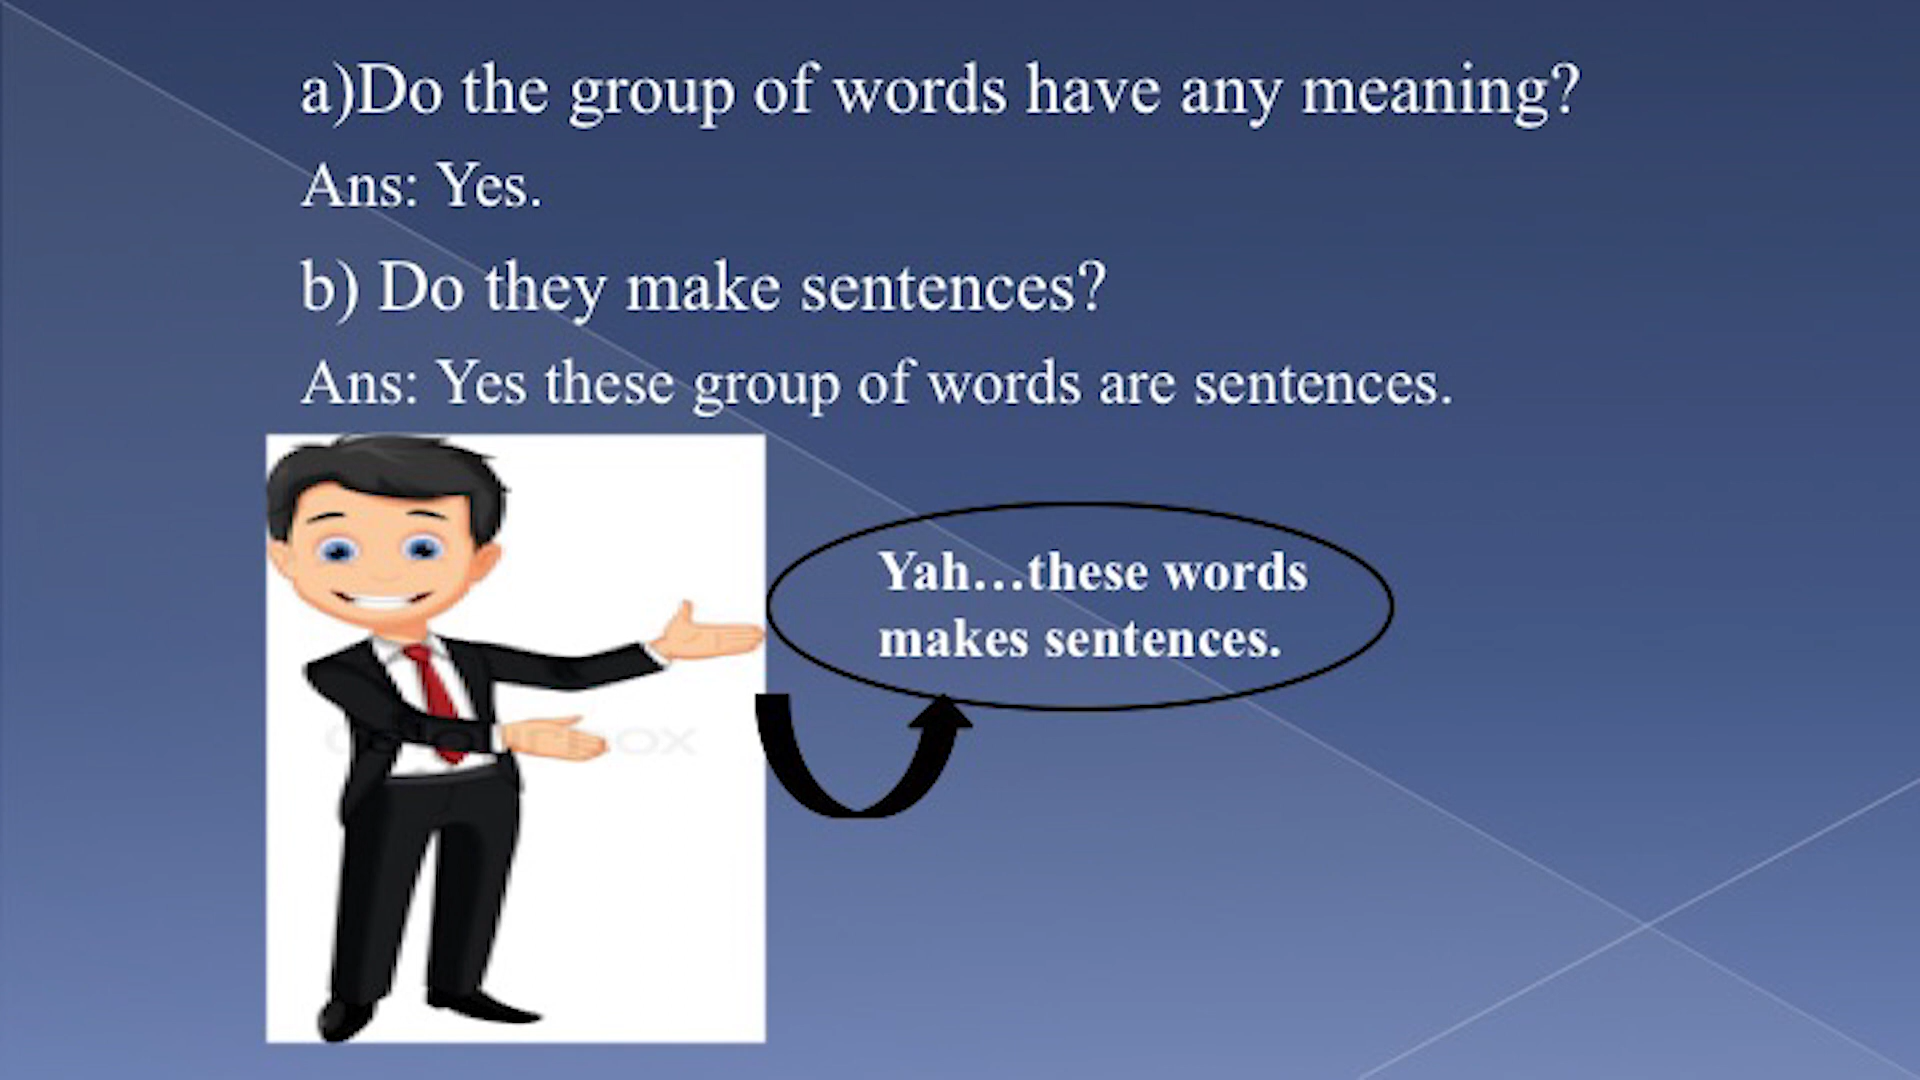 a)Do the group of words have any meaning?
Ans: Yes.
b) Do they make sentences?
Ans: Yes these group of words are sentences.
Yah...these words
makes sentences.